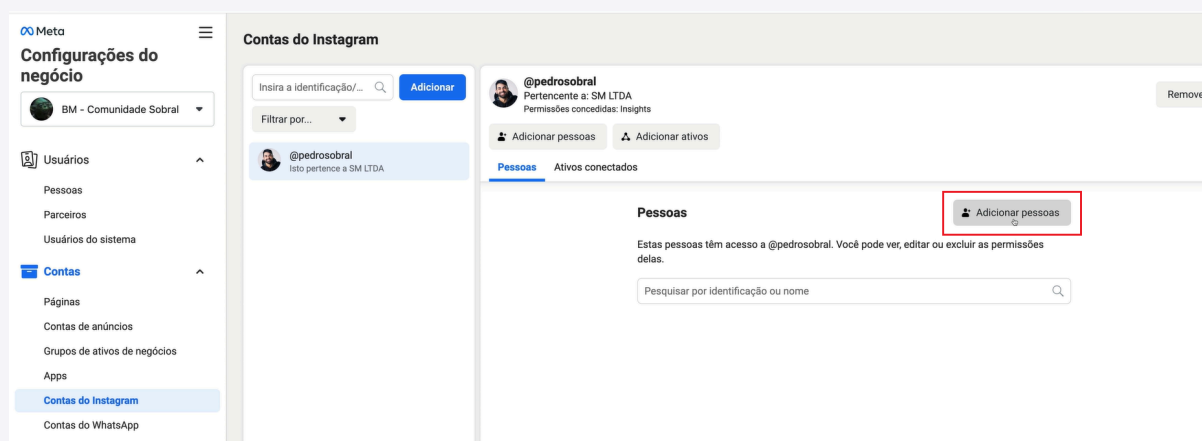 Meta
Configurações do
negócio
BM - Comunidade Sobral
Usuários
Pessoas
Parceiros
Usuários do sistema
Contas
Páginas
Contas de anúncios
Grupos de ativos de negócios
Apps
Contas do Instagram
Contas do WhatsApp
Contas do Instagram
Insira a identificação/...
Adicionar
Filtrar por...
@pedrosobral
Isto pertence a SM LTDA
@pedrosobral
Pertencente a: SM LTDA
Permissões concedidas: Insights
Remove
Adicionar pessoas
Adicionar ativos
Pessoas
Ativos conectados
Pessoas
Adicionar pessoas
Estas pessoas têm acesso a @pedrosobral. Você pode ver, editar ou excluir as permissões
delas.
Pesquisar por identificação ou nome